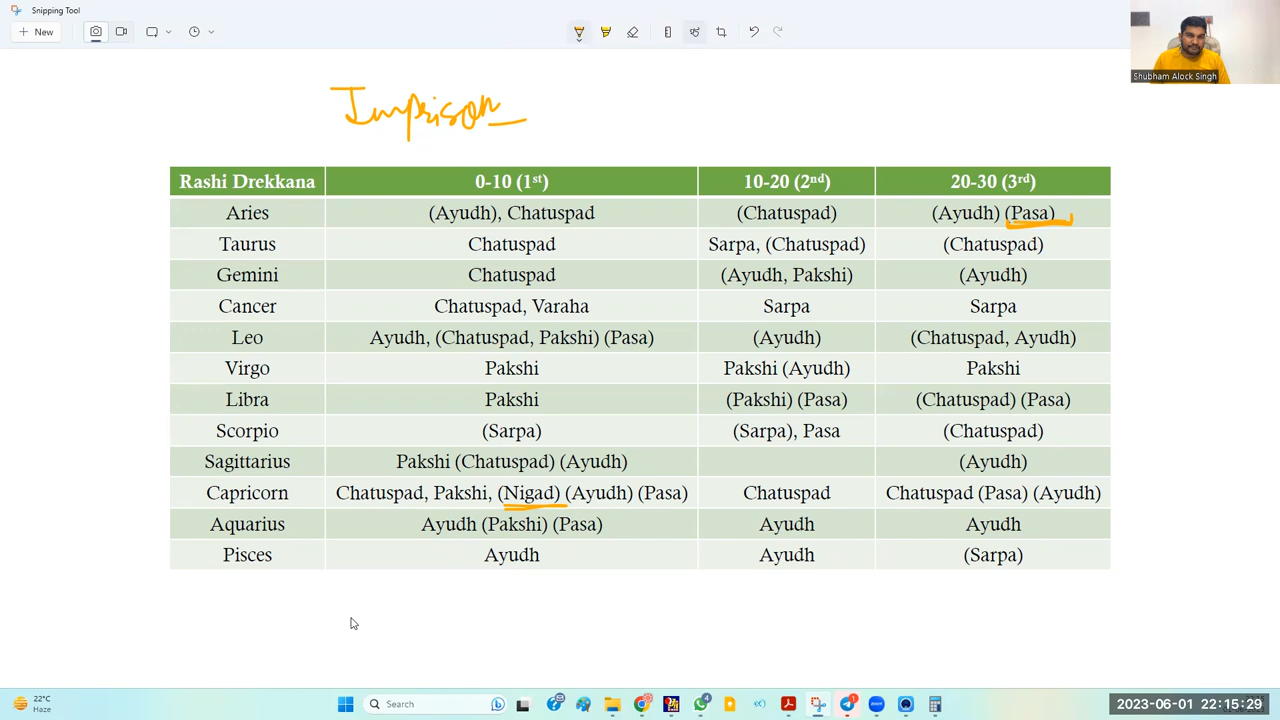 Snipping Tool
New
Shubham Alock Singh
Imprison
Rashi Drekkana 0-10 (1st) 10-20 (2nd) 20-30 (3rd)
Aries (Ayudh), Chatuspad (Chatuspad) (Ayudh) (Pasa)
Taurus Chatuspad Sarpa, (Chatuspad) (Chatuspad)
Gemini Chatuspad (Ayudh, Pakshi) (Ayudh)
Cancer Chatuspad, Varaha Sarpa Sarpa
Leo Ayudh, (Chatuspad, Pakshi) (Pasa) (Ayudh) (Chatuspad, Ayudh)
Virgo Pakshi Pakshi (Ayudh) Pakshi
Libra Pakshi (Pakshi) (Pasa) (Chatuspad) (Pasa)
Scorpio (Sarpa) (Sarpa), Pasa (Chatuspad)
Sagittarius Pakshi (Chatuspad) (Ayudh) (Ayudh)
Capricorn Chatuspad, Pakshi, (Nigad) (Ayudh) (Pasa) Chatuspad Chatuspad (Pasa) (Ayudh)
Aquarius Ayudh (Pakshi) (Pasa) Ayudh Ayudh
Pisces Ayudh Ayudh (Sarpa)
22°C
Haze
Search
2023-06-01 22:15:29